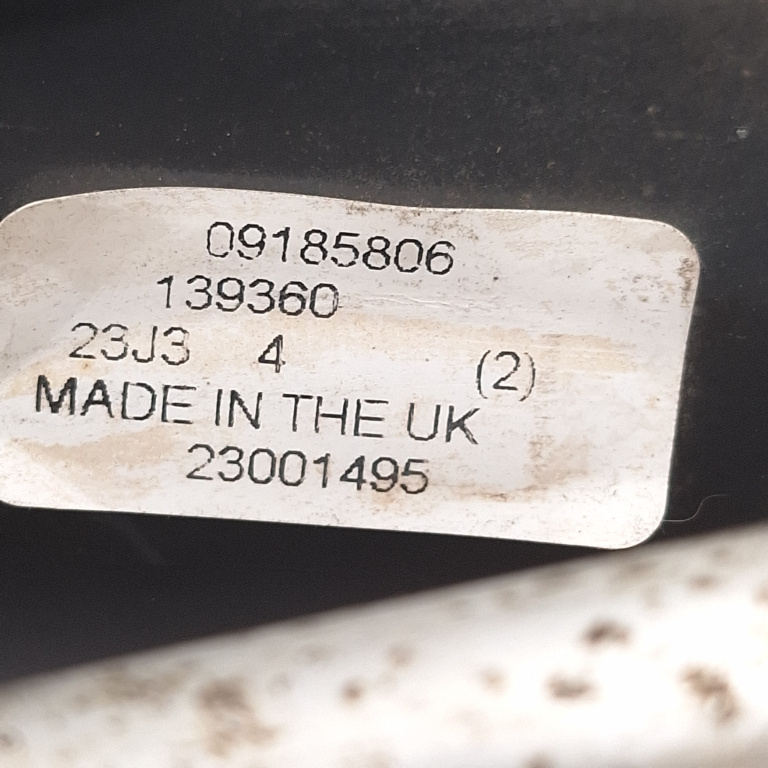 09185806
139360
23J3 4 (2)
MADE IN THE UK
23001495